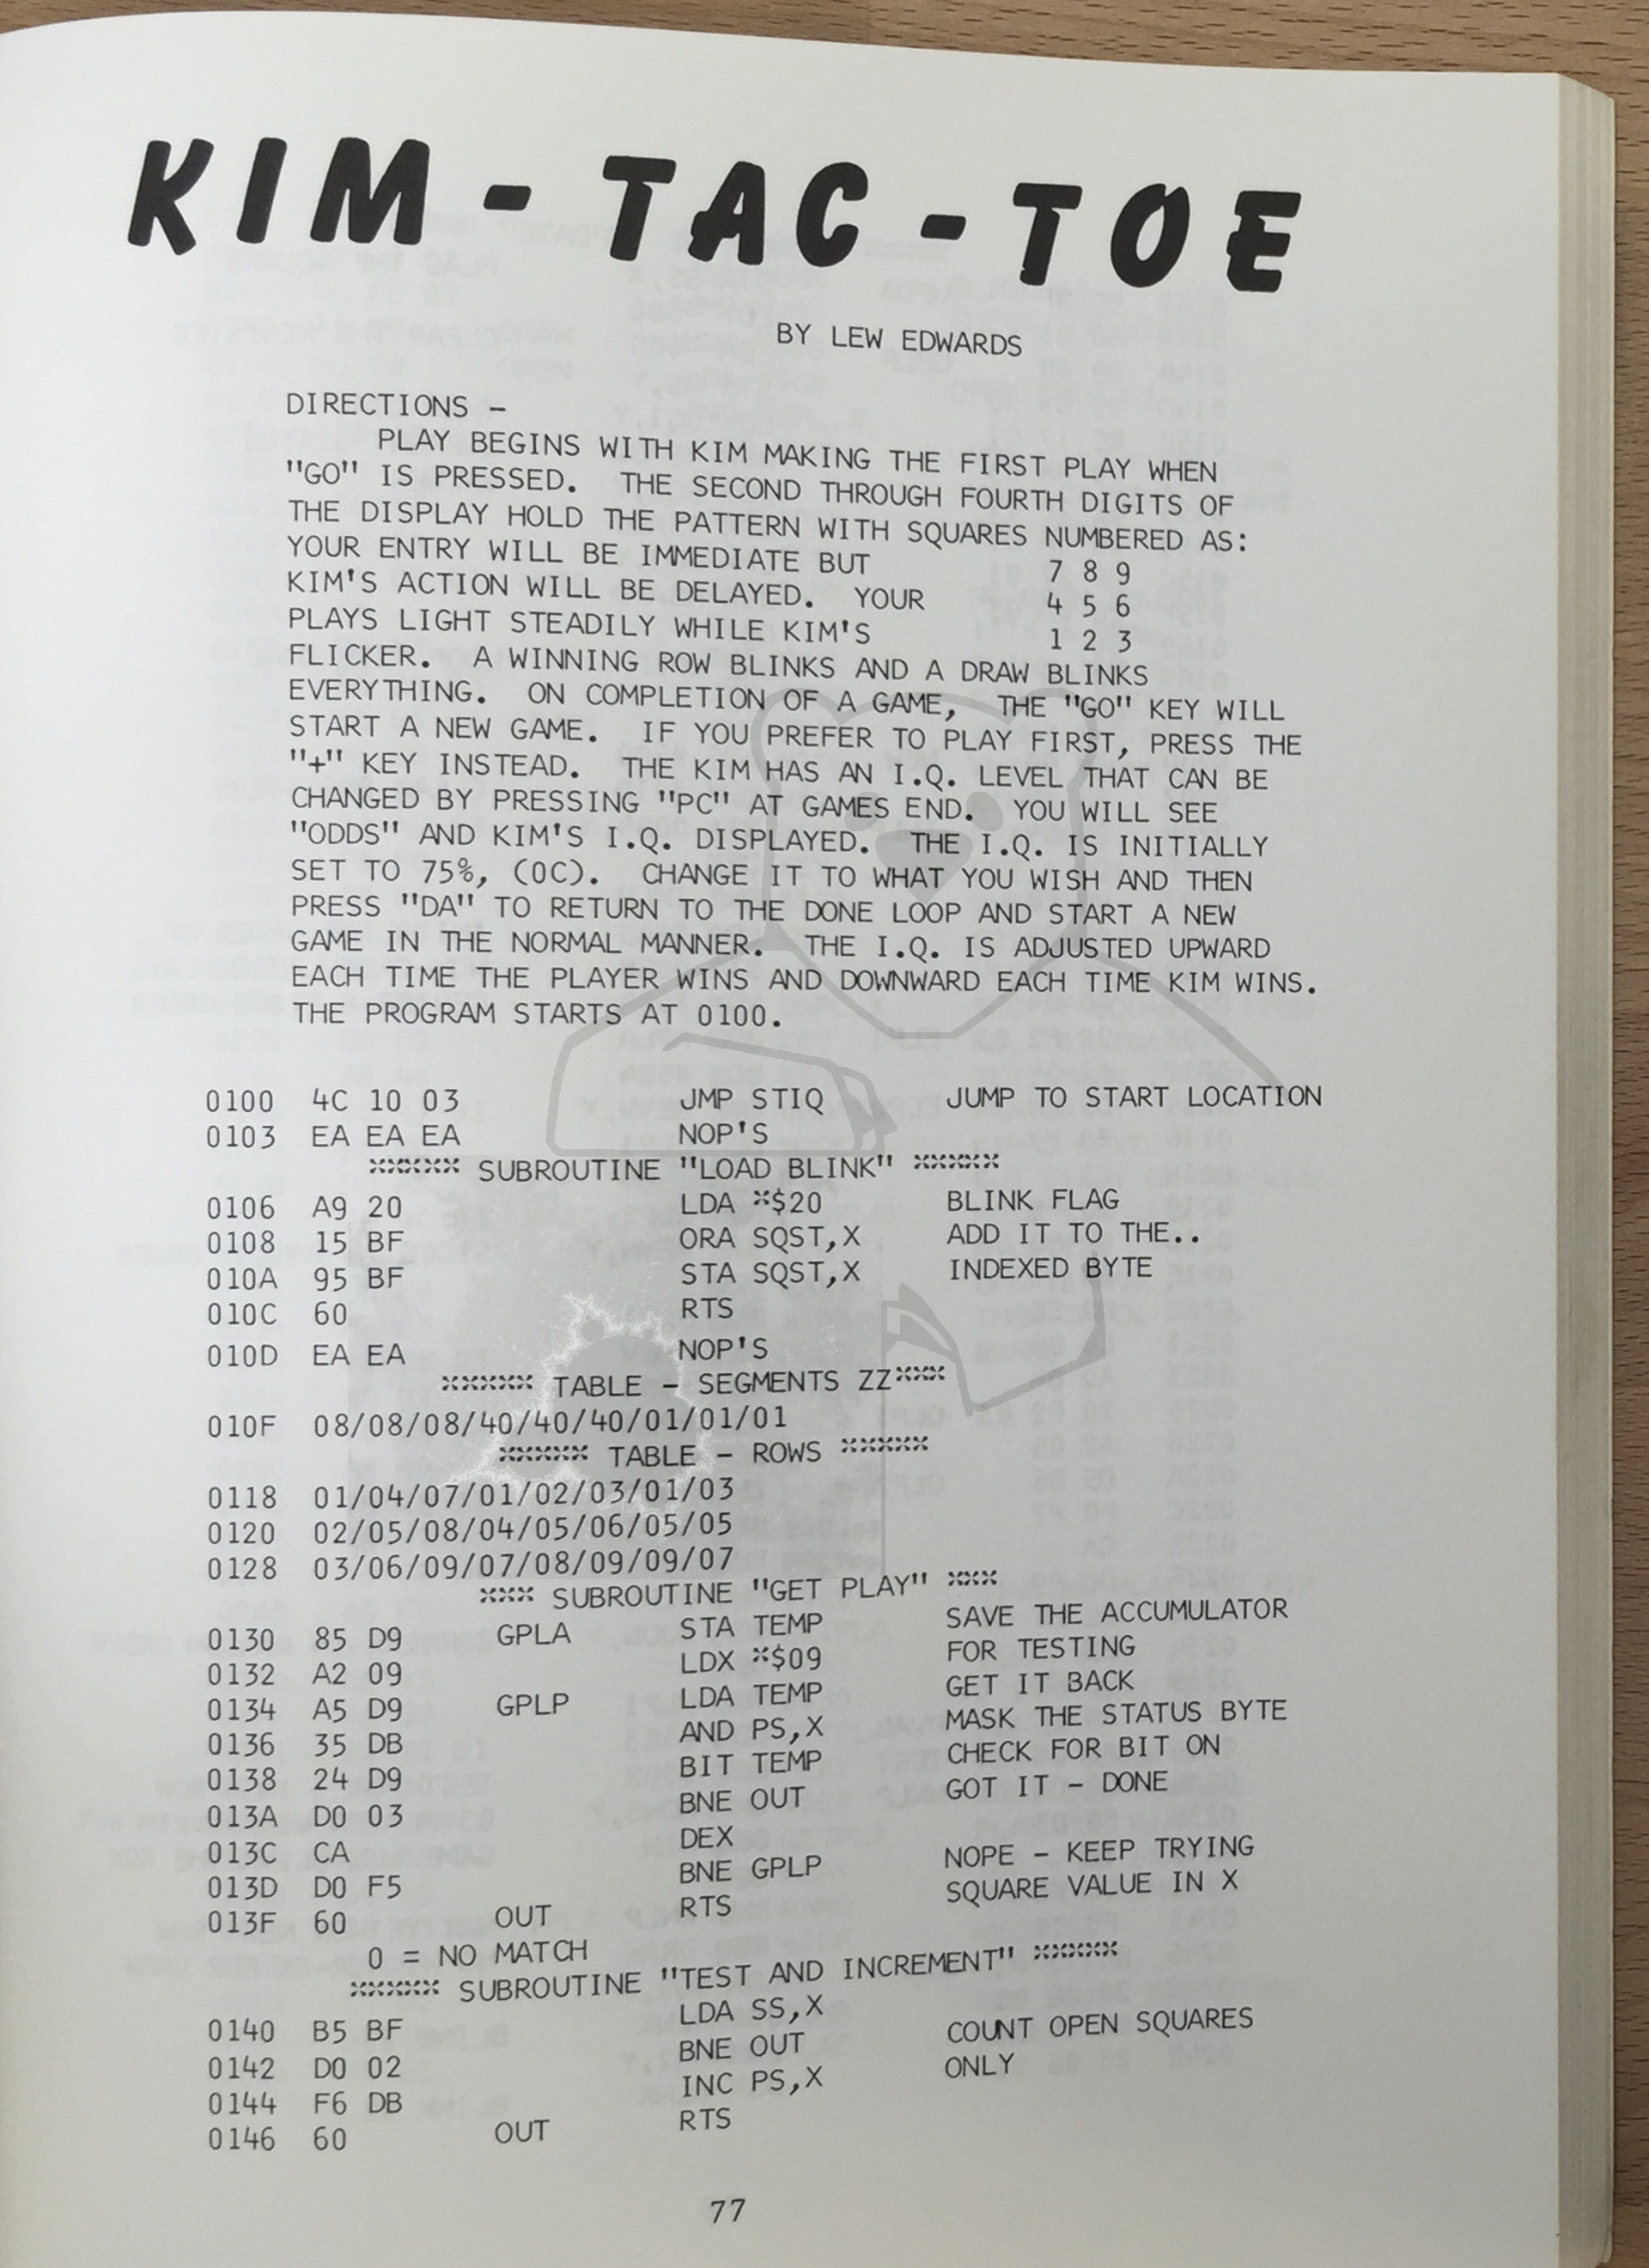 KIM - TAC - TOE
BY LEW EDWARDS
DIRECTIONS -
PLAY BEGINS WITH KIM MAKING THE FIRST PLAY WHEN
"GO" IS PRESSED. THE SECOND THROUGH FOURTH DIGITS OF
THE DISPLAY HOLD THE PATTERN WITH SQUARES NUMBERED AS:
YOUR ENTRY WILL BE IMMEDIATE BUT 7 8 9
KIM'S ACTION WILL BE DELAYED. YOUR 4 5 6
PLAYS LIGHT STEADILY WHILE KIM'S 1 2 3
FLICKER. A WINNING ROW BLINKS AND A DRAW BLINKS
EVERYTHING. ON COMPLETION OF A GAME, THE "GO" KEY WILL
START A NEW GAME. IF YOU PREFER TO PLAY FIRST, PRESS THE
"+" KEY INSTEAD. THE KIM HAS AN I.Q. LEVEL THAT CAN BE
CHANGED BY PRESSING "PC" AT GAMES END. YOU WILL SEE
"ODDS" AND KIM'S I.Q. DISPLAYED. THE I.Q. IS INITIALLY
SET TO 75%, (0C). CHANGE IT TO WHAT YOU WISH AND THEN
PRESS "DA" TO RETURN TO THE DONE LOOP AND START A NEW
GAME IN THE NORMAL MANNER. THE I.Q. IS ADJUSTED UPWARD
EACH TIME THE PLAYER WINS AND DOWNWARD EACH TIME KIM WINS.
THE PROGRAM STARTS AT 0100.
0100 4C 10 03 JMP STIQ JUMP TO START LOCATION
0103 EA EA EA NOP'S
***** SUBROUTINE "LOAD BLINK" *****
0106 A9 20 LDA *$20 BLINK FLAG
0108 15 BF ORA SQST,X ADD IT TO THE..
010A 95 BF STA SQST,X INDEXED BYTE
010C 60 RTS
010D EA EA NOP'S
***** TABLE - SEGMENTS ZZ***
010F 08/08/08/40/40/40/01/01/01
***** TABLE - ROWS *****
0118 01/04/07/01/02/03/01/03
0120 02/05/08/04/05/06/05/05
0128 03/06/09/07/08/09/09/07
*** SUBROUTINE "GET PLAY" ***
0130 85 D9 GPLA STA TEMP SAVE THE ACCUMULATOR
0132 A2 09 LDX *$09 FOR TESTING
0134 A5 D9 GPLP LDA TEMP GET IT BACK
0136 35 DB AND PS,X MASK THE STATUS BYTE
0138 24 D9 BIT TEMP CHECK FOR BIT ON
013A D0 03 BNE OUT GOT IT - DONE
013C CA DEX
013D D0 F5 BNE GPLP NOPE - KEEP TRYING
013F 60 OUT RTS SQUARE VALUE IN X
0 = NO MATCH
***** SUBROUTINE "TEST AND INCREMENT" *****
0140 B5 BF LDA SS,X
0142 D0 02 BNE OUT COUNT OPEN SQUARES
0144 F6 DB INC PS,X ONLY
0146 60 OUT RTS
77